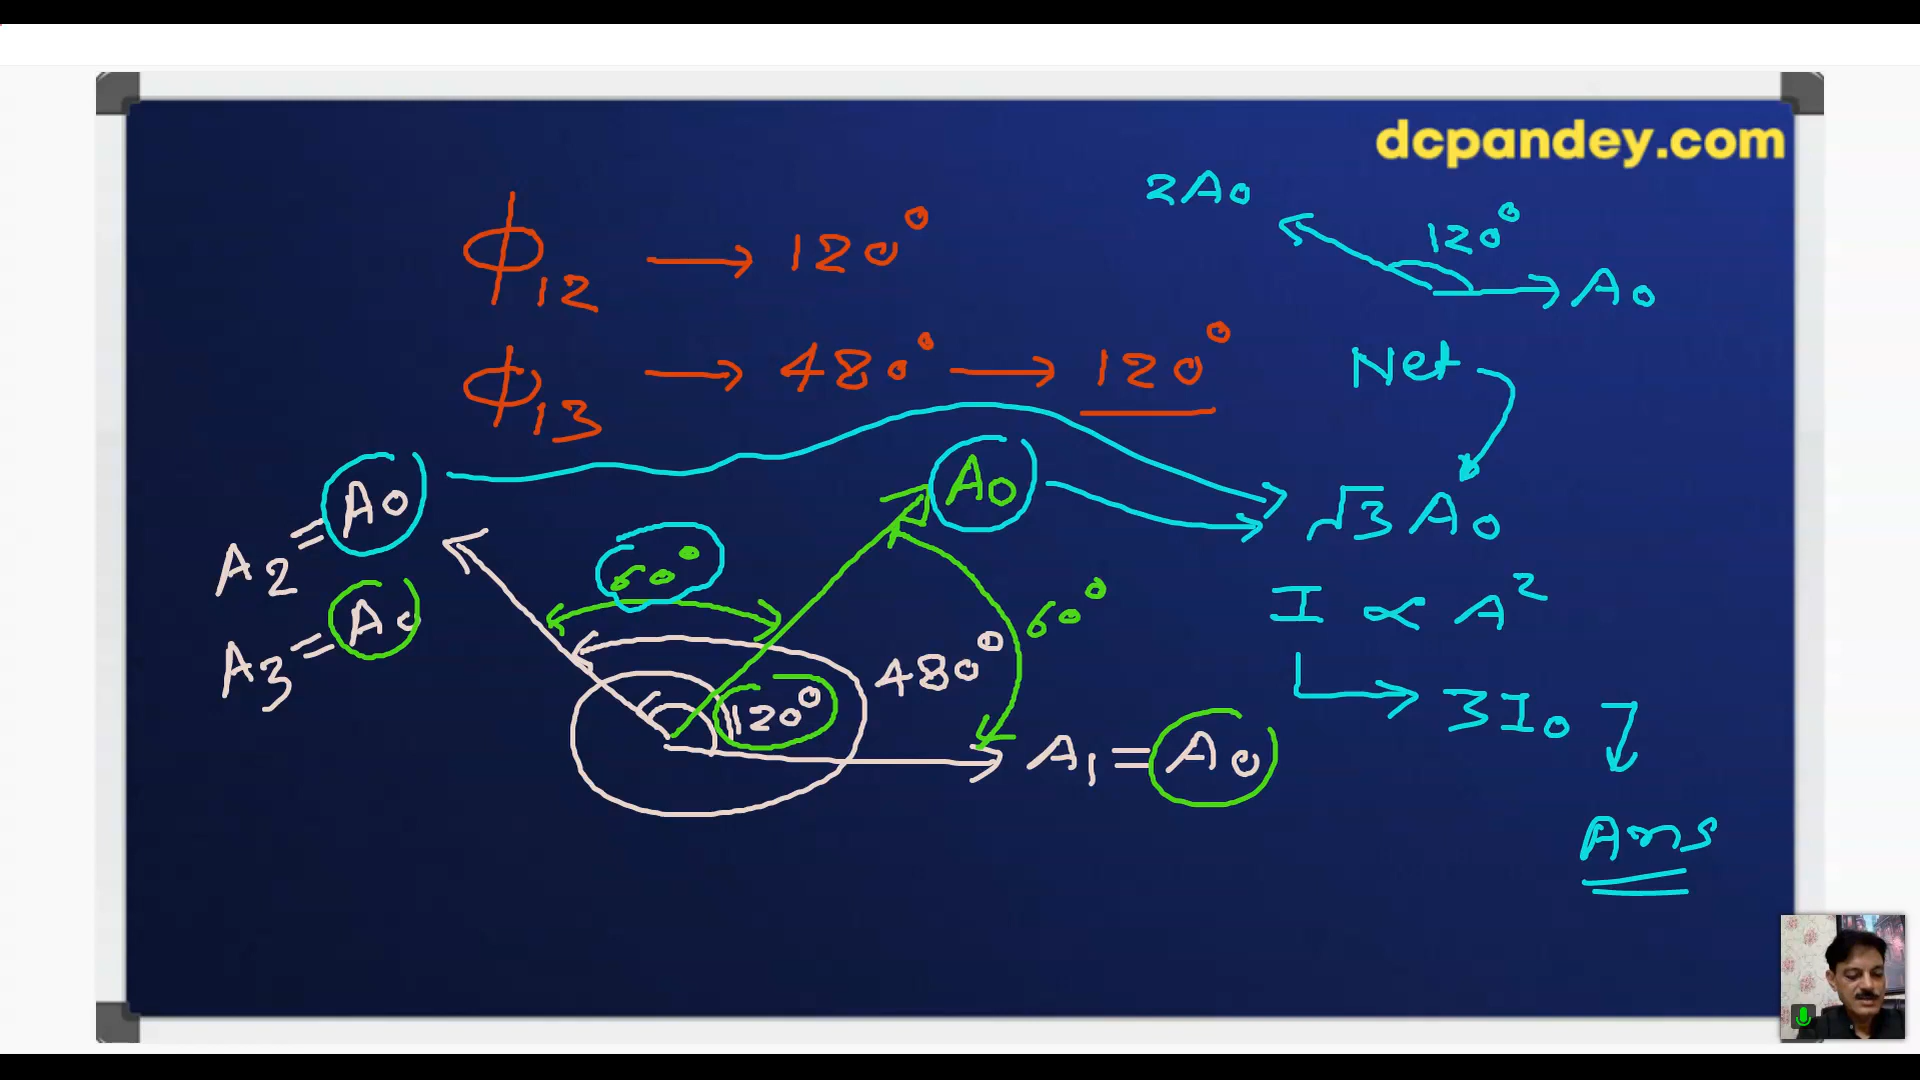 dcpandey.com
ϕ12 → 120°
ϕ13 → 480° → 120°
2A0
120°
A0
Net
√3 A0
I ∝ A²
3I0
Ans
A2 = A0
A3 = A0
60°
A0
60°
480°
120°
A1 = A0